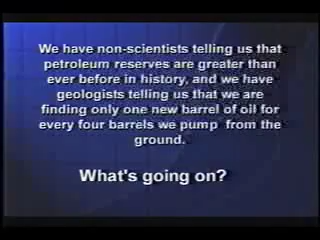 We have non-scientists telling us that
petroleum reserves are greater than
ever before in history, and we have
geologists telling us that we are
finding only one new barrel of oil for
every four barrels we pump from the
ground.
What's going on?